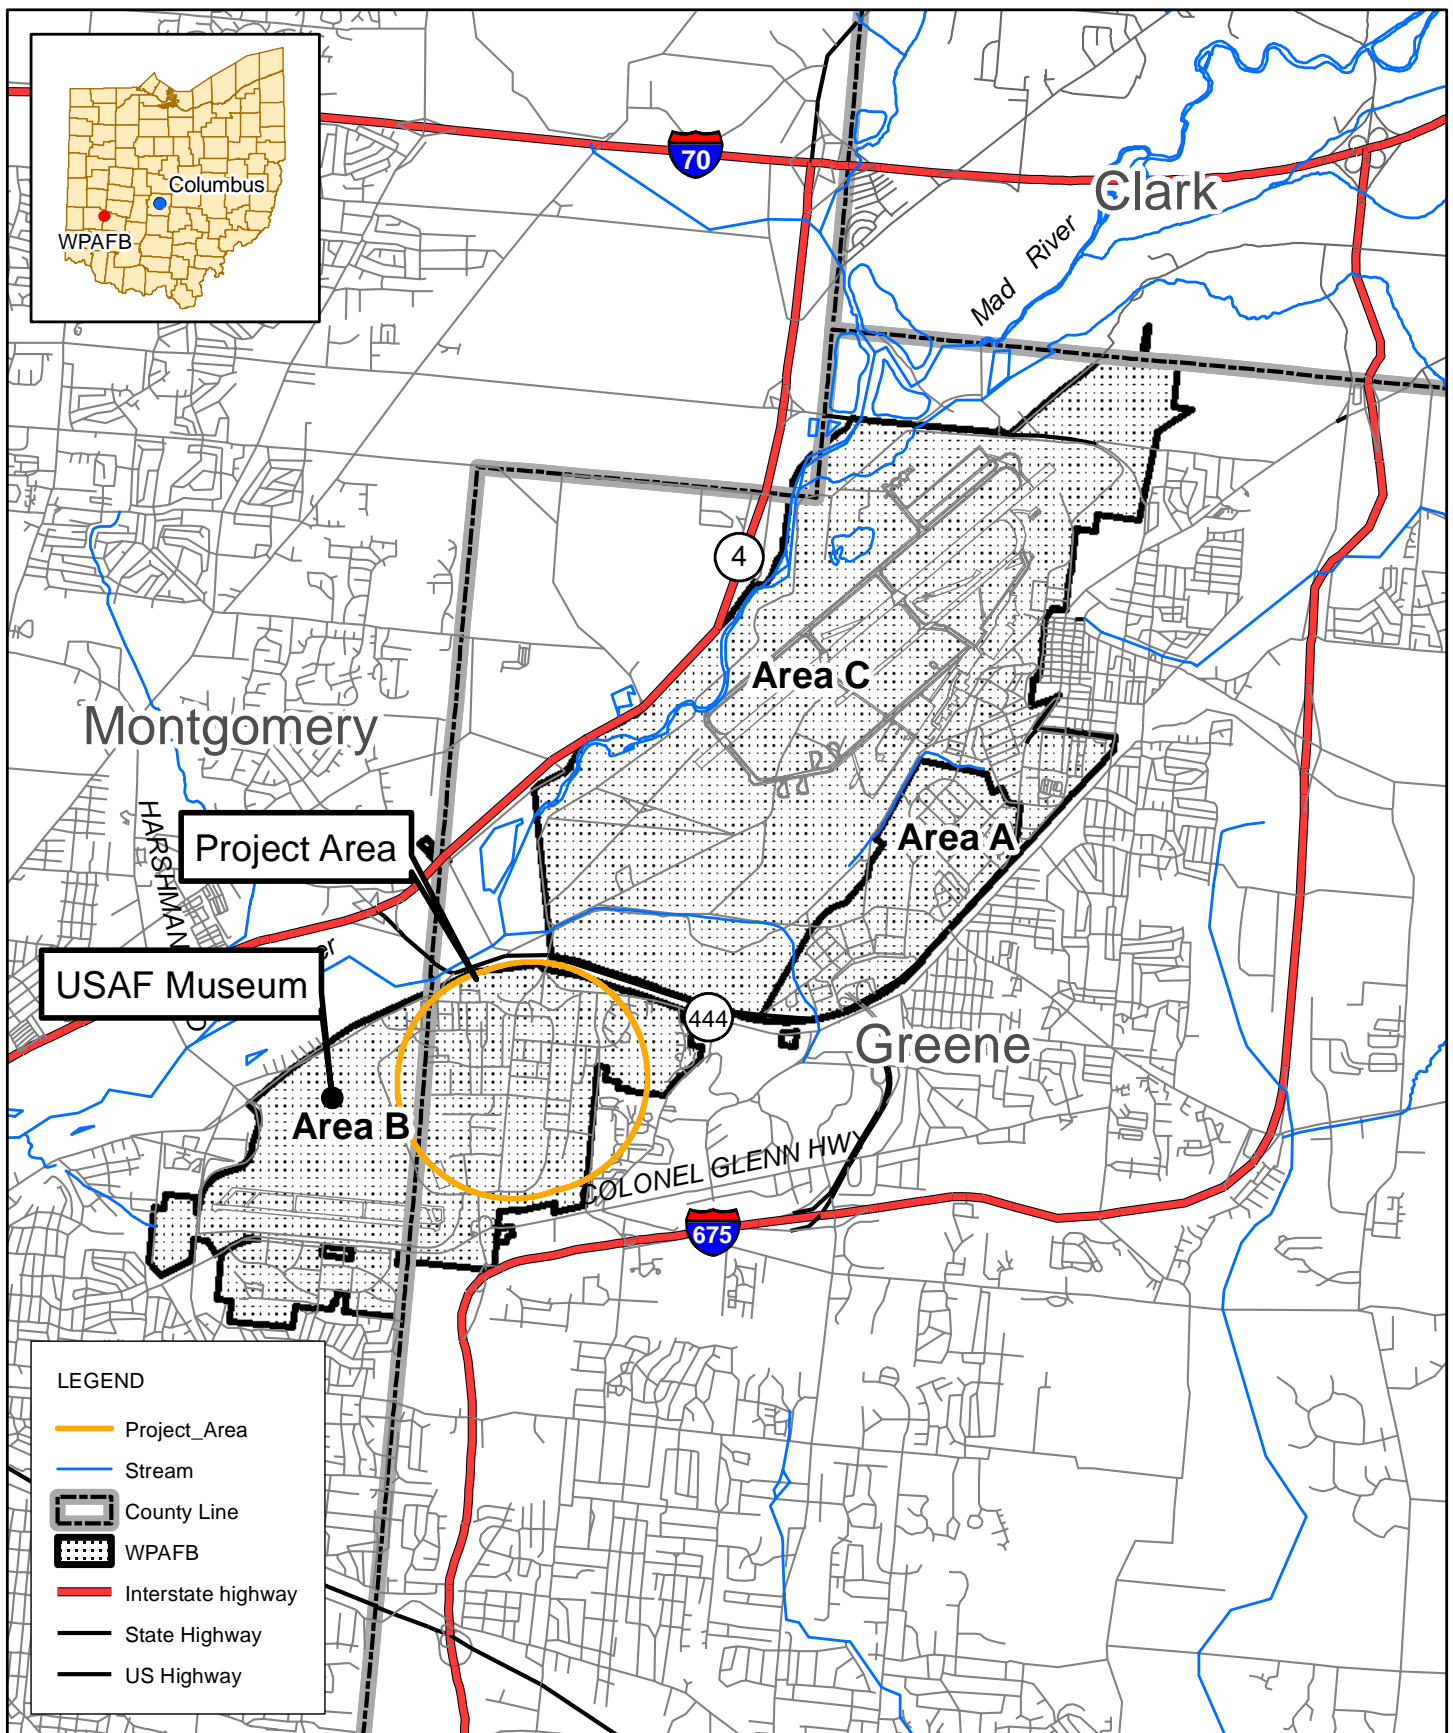 Columbus
WPAFB
70
Clark
Mad River
4
Area C
Montgomery
HARSHMAN
Project Area
Area A
er
USAF Museum
444
Greene
Area B
COLONEL GLENN HWY
675
LEGEND
Project_Area
Stream
County Line
WPAFB
Interstate highway
State Highway
US Highway